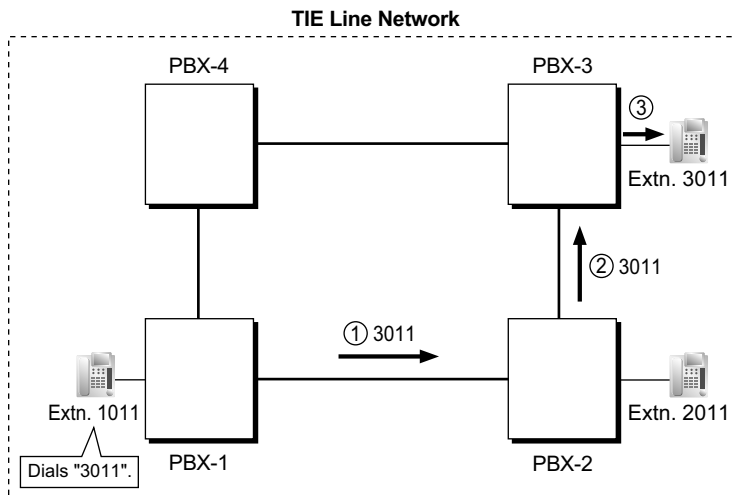 TIE Line Network
PBX-4
PBX-3
③
Extn. 3011
② 3011
① 3011
Extn. 1011
Extn. 2011
Dials "3011".
PBX-1
PBX-2